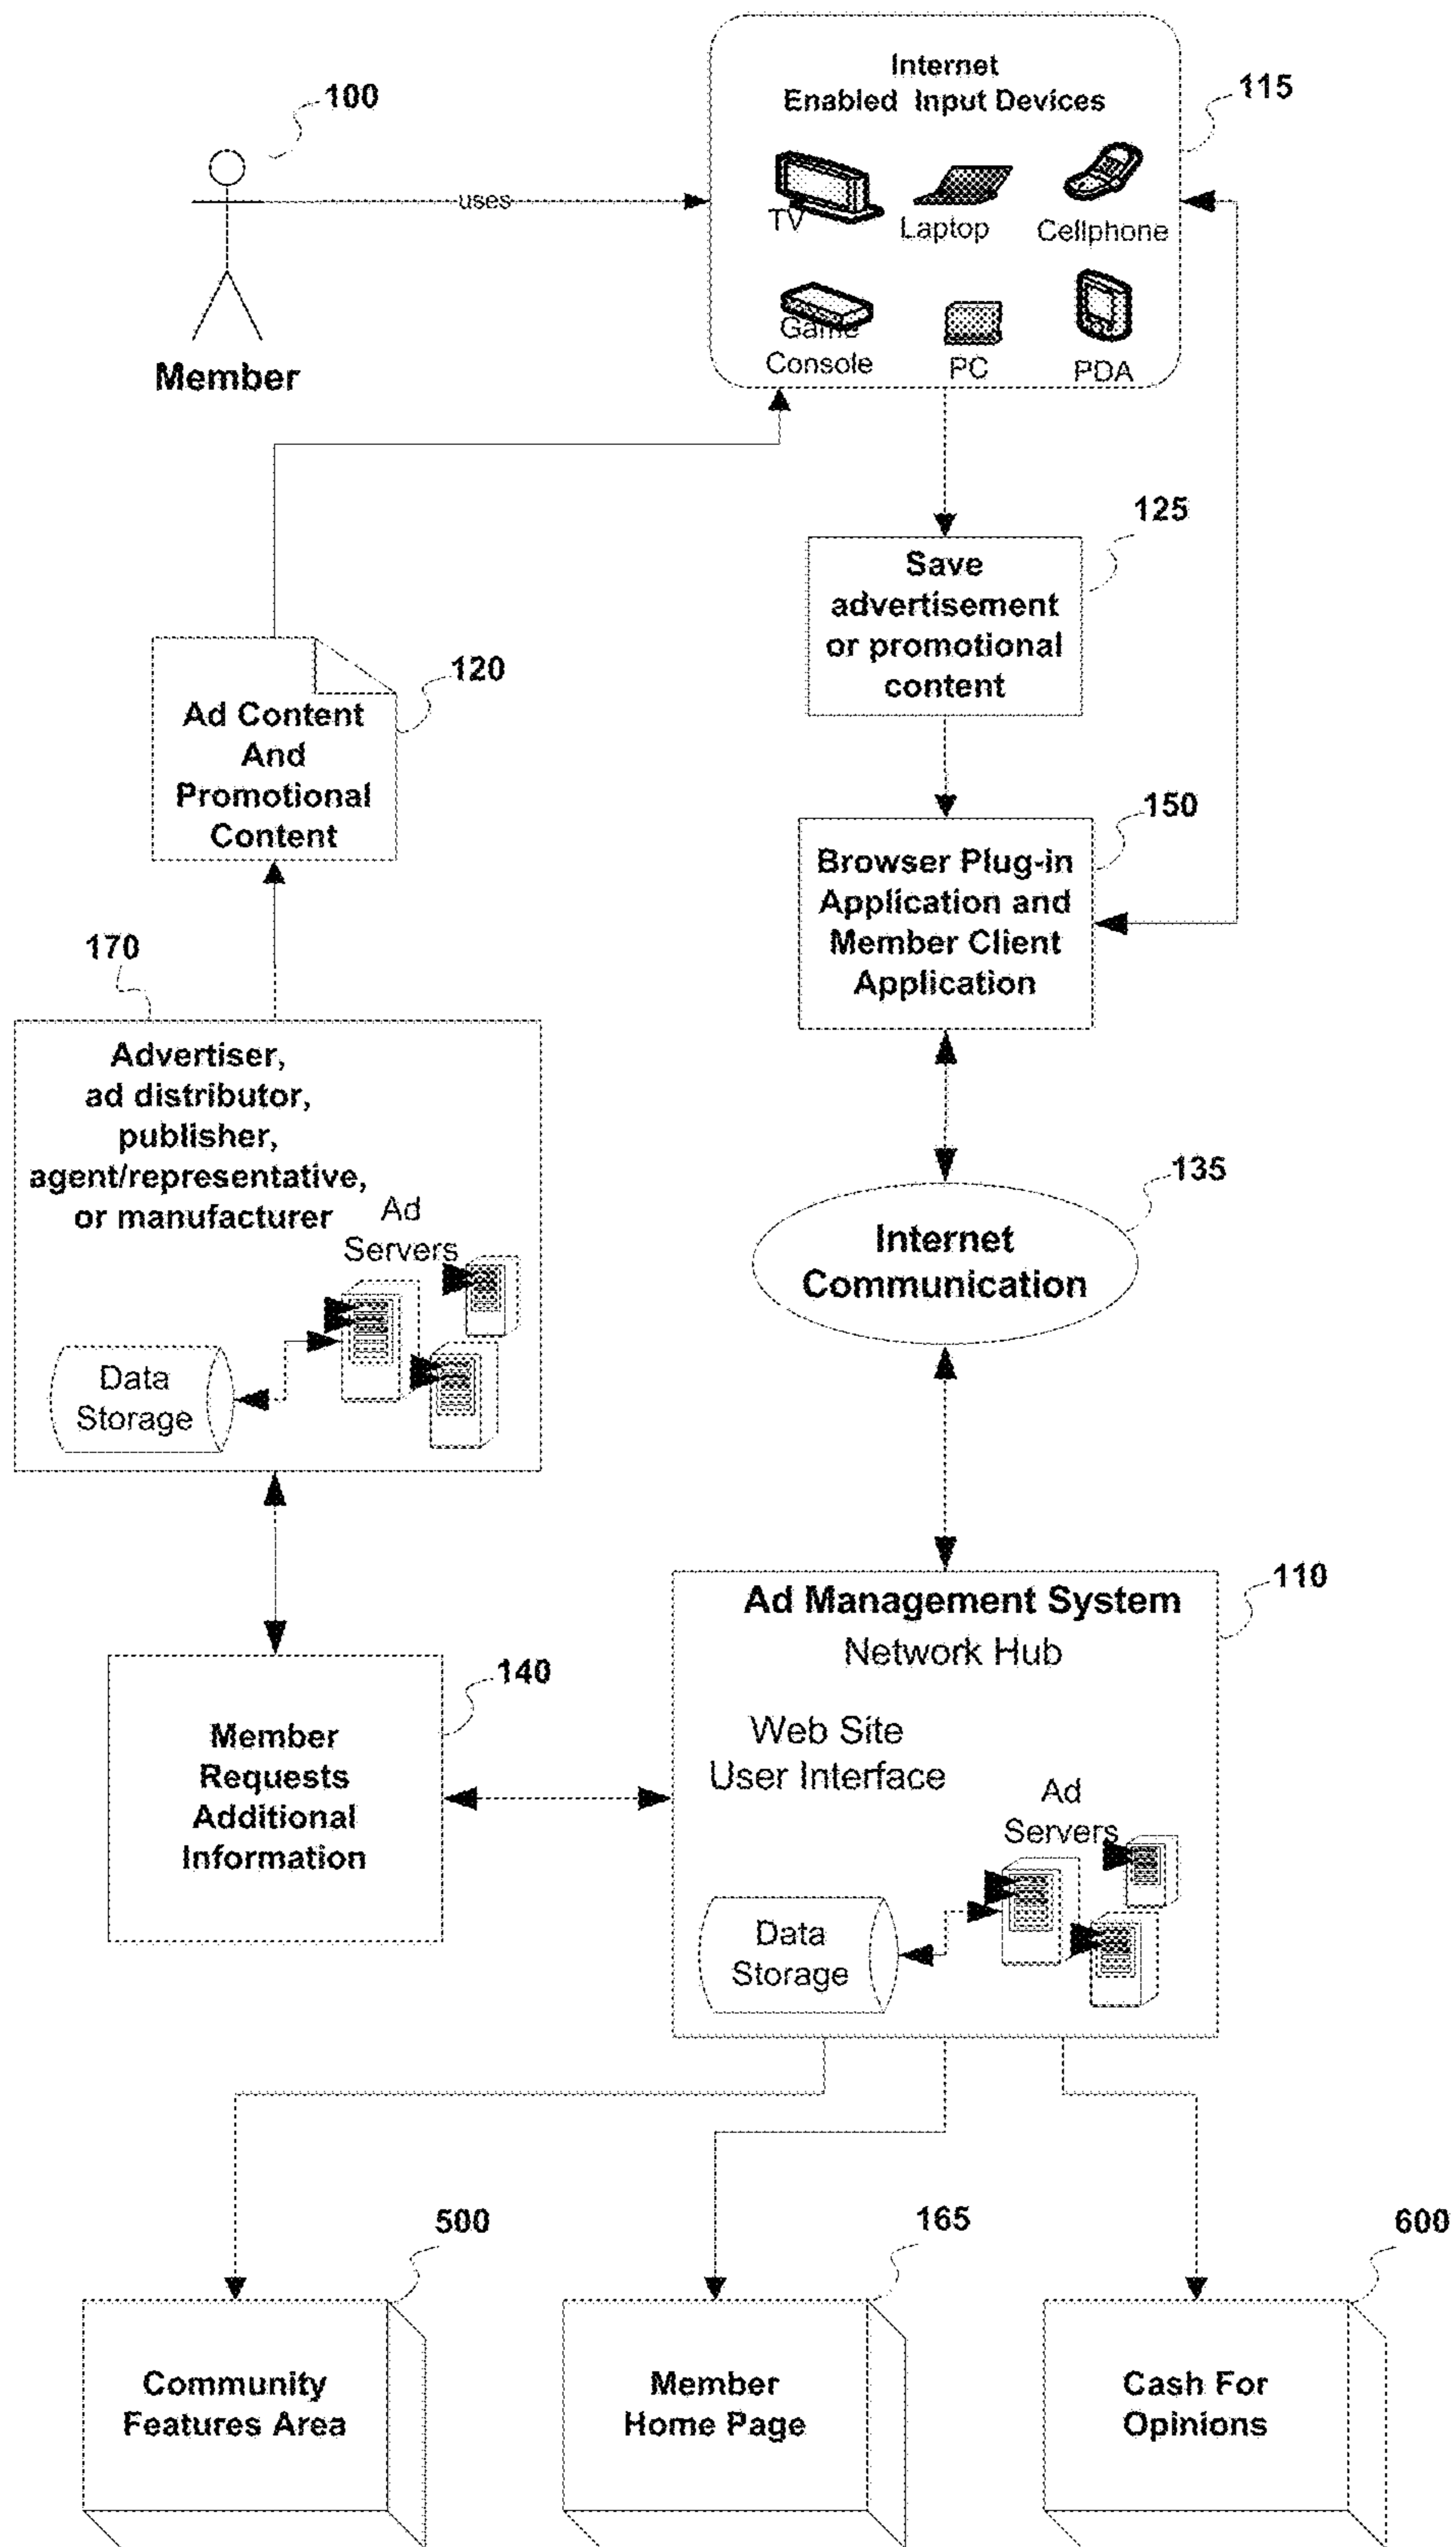 100
Member
uses
Internet
Enabled Input Devices
115
TV
Laptop
Cellphone
Game
Console
PC
PDA
125
Save
advertisement
or promotional
content
120
Ad Content
And
Promotional
Content
150
Browser Plug-in
Application and
Member Client
Application
170
Advertiser,
ad distributor,
publisher,
agent/representative,
or manufacturer
Ad
Servers
Data
Storage
135
Internet
Communication
110
Ad Management System
Network Hub
Web Site
User Interface
Ad
Servers
Data
Storage
140
Member
Requests
Additional
Information
500
Community
Features Area
165
Member
Home Page
600
Cash For
Opinions